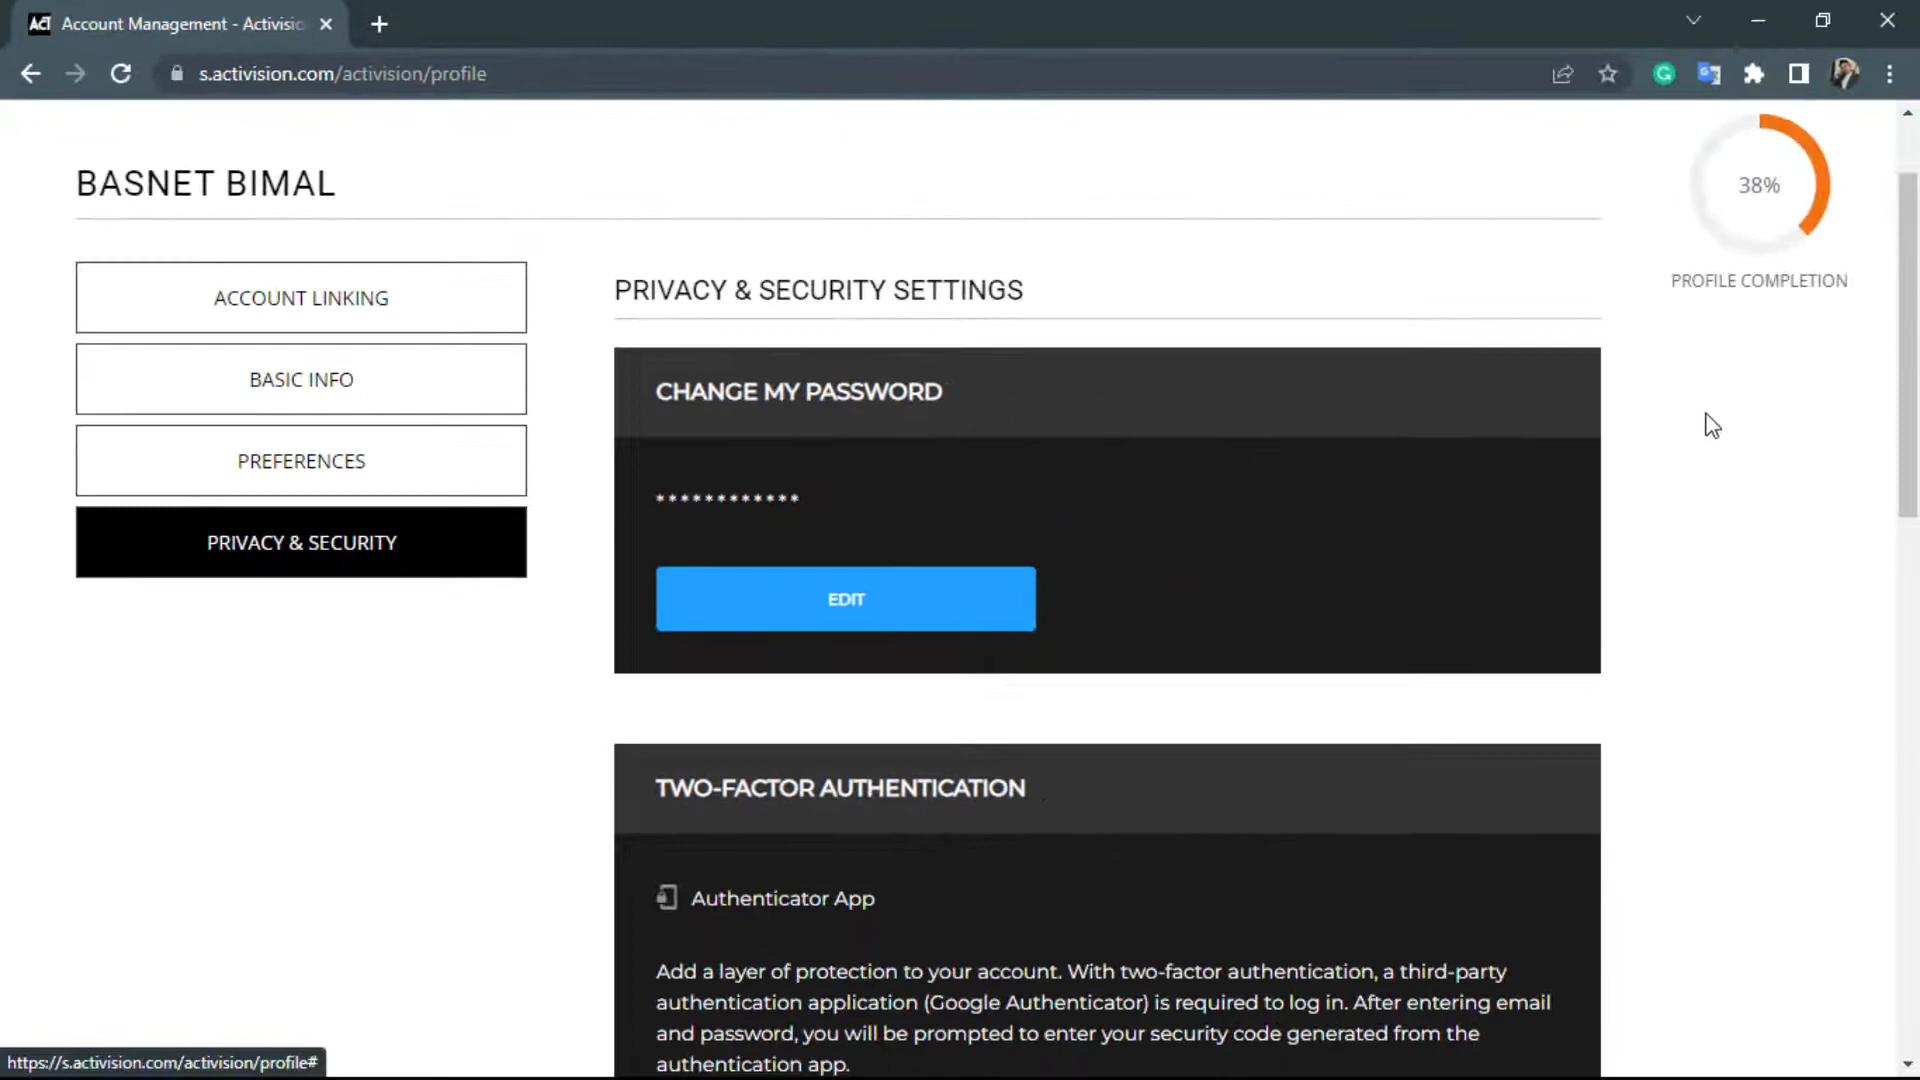 ACT Account Management - Activisio
s.activision.com/activision/profile
BASNET BIMAL
38%
PROFILE COMPLETION
ACCOUNT LINKING
BASIC INFO
PREFERENCES
PRIVACY & SECURITY
PRIVACY & SECURITY SETTINGS
CHANGE MY PASSWORD
************
EDIT
TWO-FACTOR AUTHENTICATION
Authenticator App
Add a layer of protection to your account. With two-factor authentication, a third-party
authentication application (Google Authenticator) is required to log in. After entering email
and password, you will be prompted to enter your security code generated from the
authentication app.
https://s.activision.com/activision/profile#